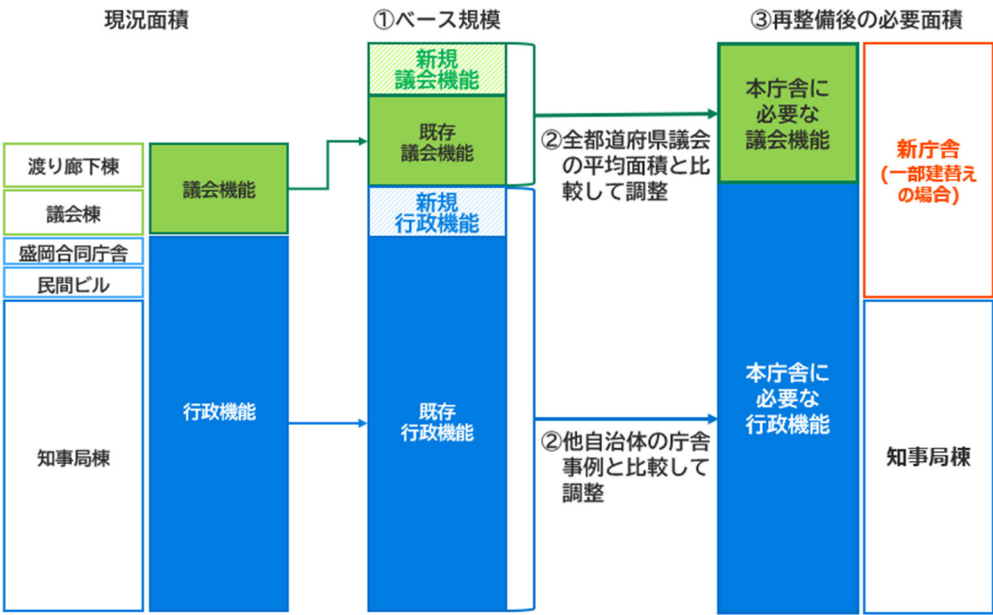 現況面積
①ベース規模
③再整備後の必要面積
渡り廊下棟
議会棟
盛岡合同庁舎
民間ビル
知事局棟
議会機能
行政機能
新規
議会機能
既存
議会機能
新規
行政機能
既存
行政機能
②全都道府県議会
の平均面積と比
較して調整
②他自治体の庁舎
事例と比較して
調整
本庁舎に
必要な
議会機能
本庁舎に
必要な
行政機能
新庁舎
(一部建替え
の場合)
知事局棟